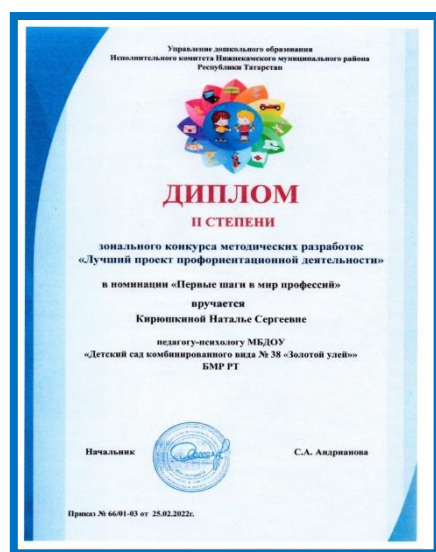 Управление дошкольного образования
Исполнительного комитета Нижнекамского муниципального района
Республики Татарстан
ДИПЛОМ
II СТЕПЕНИ
зонального конкурса методических разработок
«Лучший проект профориентационной деятельности»
в номинации «Первые шаги в мир профессий»
вручается
Кирюшкиной Наталье Сергеевне
педагогу-психологу МБДОУ
«Детский сад комбинированного вида № 38 «Золотой улей»»
БМР РТ
Начальник С.А. Андрианова
Приказ № 66/01-03 от 25.02.2022г.